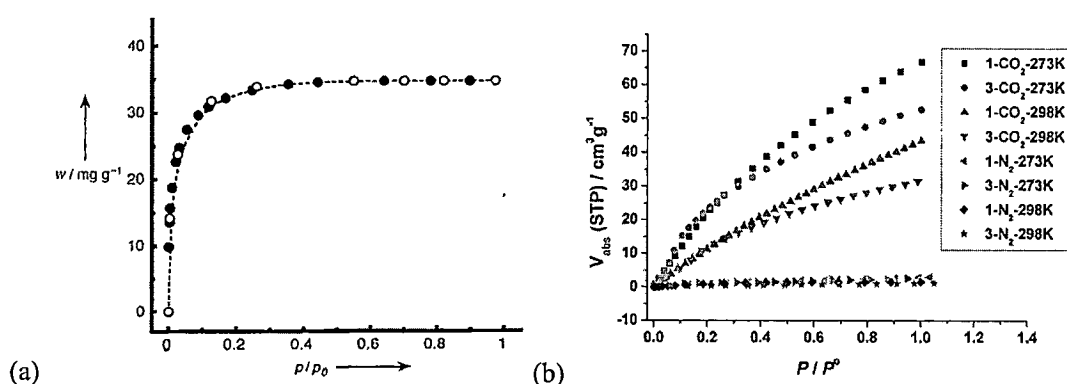 40
30
20
10
0
w / mg g⁻¹
0 0.2 0.4 0.6 0.8 1
p/p₀
(a)
70
60
50
40
30
20
10
0
-10
V_abs (STP) / cm³g⁻¹
0.0 0.2 0.4 0.6 0.8 1.0 1.2 1.4
P / P⁰
1-CO₂-273K
3-CO₂-273K
1-CO₂-298K
3-CO₂-298K
1-N₂-273K
3-N₂-273K
1-N₂-298K
3-N₂-298K
(b)